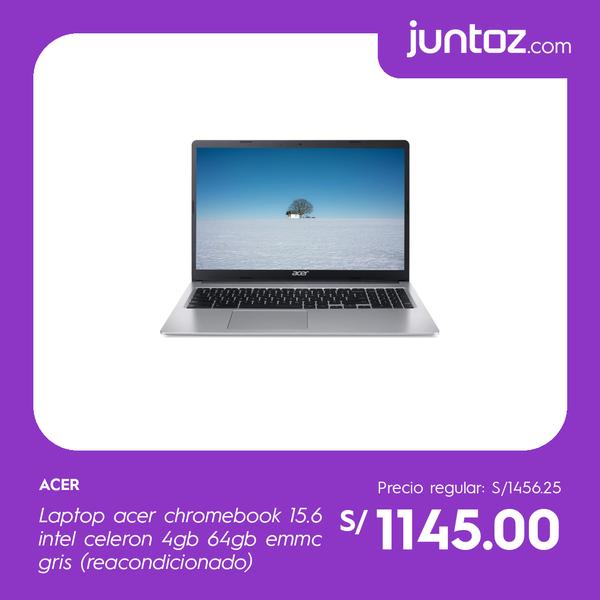 juntoz.com
acer
ACER
Precio regular: S/1456.25
Laptop acer chromebook 15.6
intel celeron 4gb 64gb emmc
gris (reacondicionado)
S/1145.00